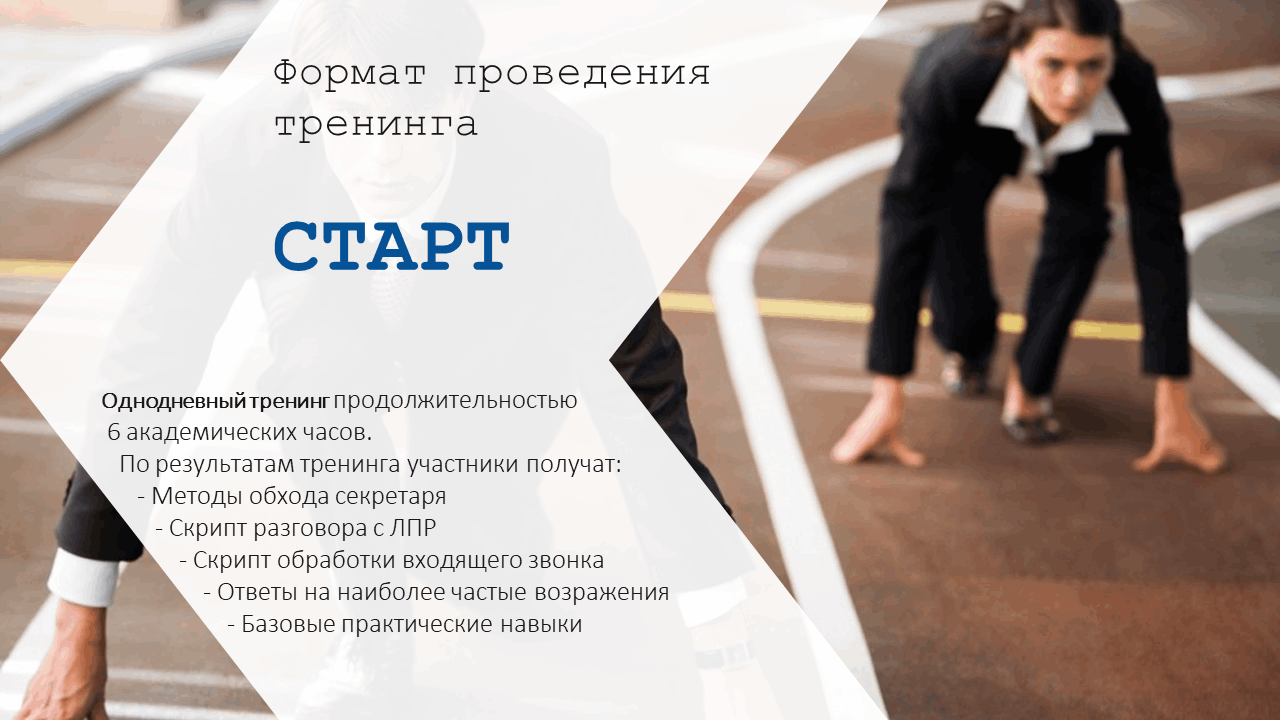 Формат проведения
тренинга
СТАРТ
Однодневный тренинг продолжительностью
6 академических часов.
По результатам тренинга участники получат:
- Методы обхода секретаря
- Скрипт разговора с ЛПР
- Скрипт обработки входящего звонка
- Ответы на наиболее частые возражения
- Базовые практические навыки